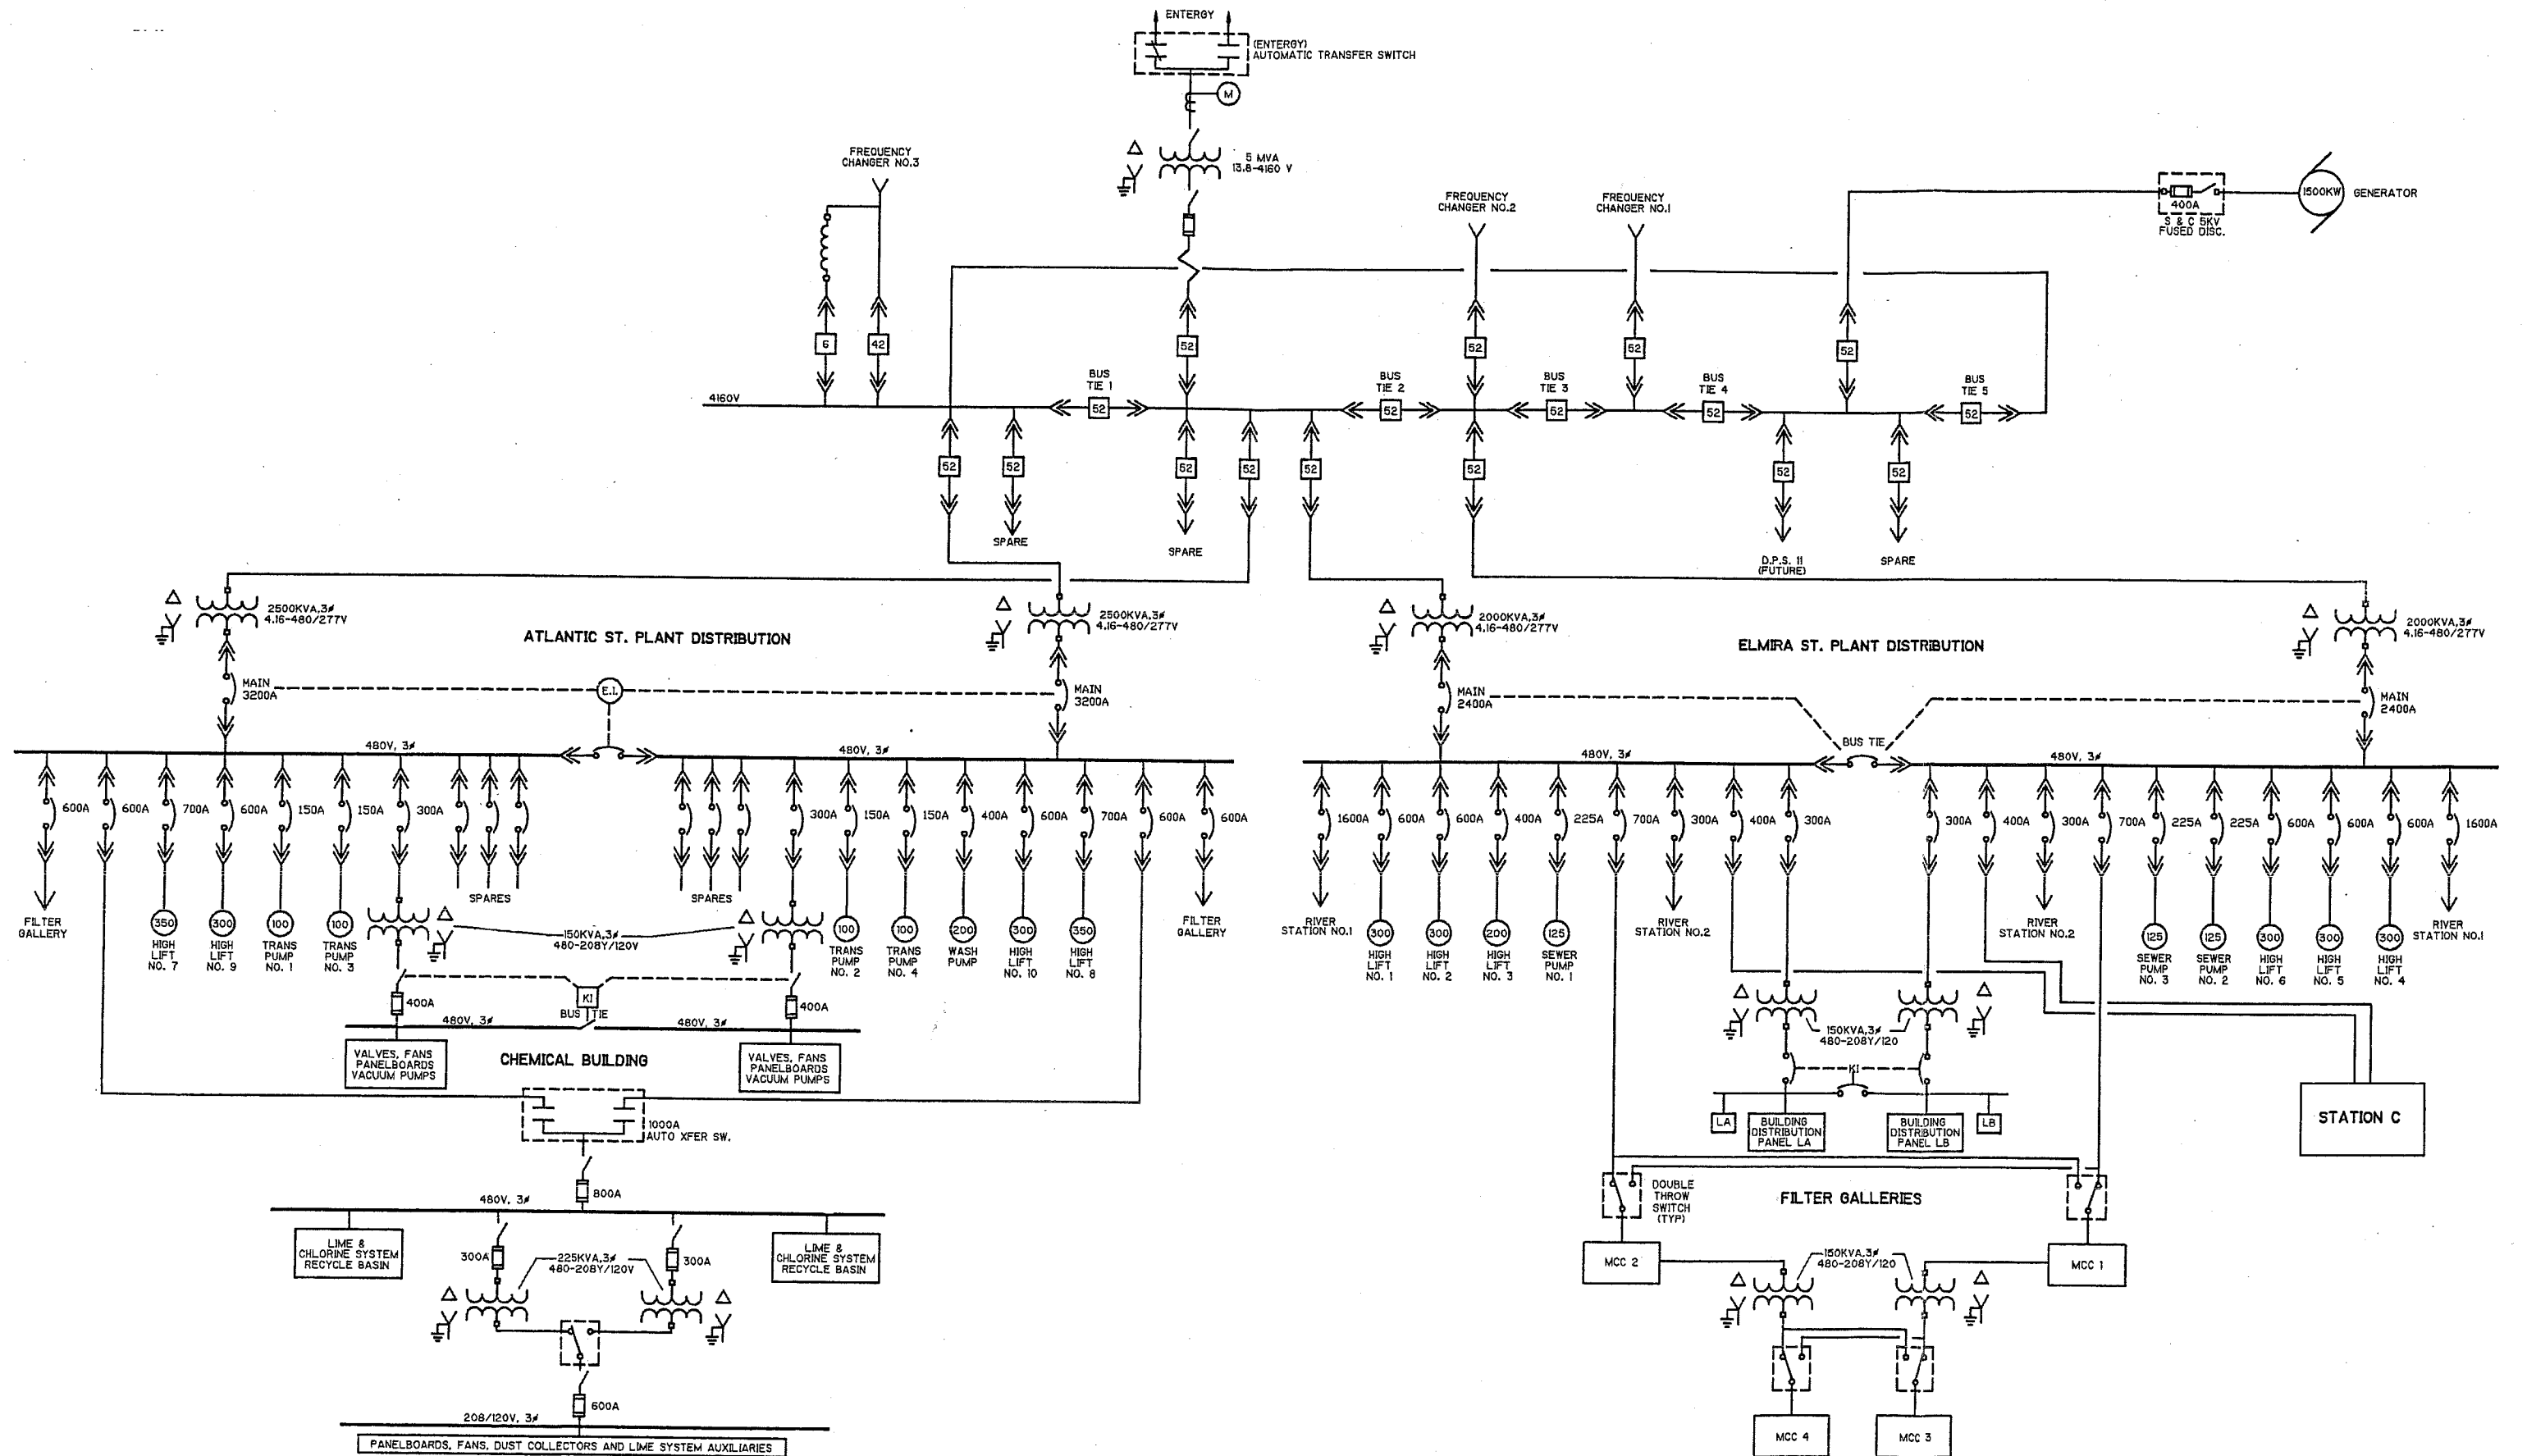 ENTERGY
(ENTERGY)
AUTOMATIC TRANSFER SWITCH
M
5 MVA
13.8-4160 V
FREQUENCY
CHANGER NO.3
FREQUENCY
CHANGER NO.2
FREQUENCY
CHANGER NO.1
400A
S & C 5KV
FUSED DISC.
1500KW
GENERATOR
6
42
52
52
52
52
4160V
BUS
TIE 1
52
BUS
TIE 2
52
BUS
TIE 3
52
BUS
TIE 4
52
BUS
TIE 5
52
52
52
52
52
52
52
52
52
SPARE
SPARE
D.P.S. 11
(FUTURE)
SPARE
2500KVA,3ø
4.16-480/277V
ATLANTIC ST. PLANT DISTRIBUTION
2500KVA,3ø
4.16-480/277V
2000KVA,3ø
4.16-480/277V
ELMIRA ST. PLANT DISTRIBUTION
2000KVA,3ø
4.16-480/277V
MAIN
3200A
E.I.
MAIN
3200A
MAIN
2400A
MAIN
2400A
BUS TIE
480V, 3ø
480V, 3ø
480V, 3ø
480V, 3ø
600A
600A
700A
600A
150A
150A
300A
300A
150A
150A
400A
600A
700A
600A
600A
1600A
600A
600A
400A
225A
700A
300A
400A
300A
300A
400A
300A
700A
225A
225A
600A
600A
600A
1600A
FILTER
GALLERY
350
HIGH
LIFT
NO. 7
300
HIGH
LIFT
NO. 9
100
TRANS
PUMP
NO. 1
100
TRANS
PUMP
NO. 3
SPARES
150KVA,3ø
480-208Y/120V
SPARES
100
TRANS
PUMP
NO. 2
100
TRANS
PUMP
NO. 4
200
WASH
PUMP
300
HIGH
LIFT
NO. 10
350
HIGH
LIFT
NO. 8
FILTER
GALLERY
RIVER
STATION NO.1
300
HIGH
LIFT
NO. 1
300
HIGH
LIFT
NO. 2
200
HIGH
LIFT
NO. 3
125
SEWER
PUMP
NO. 1
RIVER
STATION NO.2
RIVER
STATION NO.2
125
SEWER
PUMP
NO. 3
125
SEWER
PUMP
NO. 2
300
HIGH
LIFT
NO. 6
300
HIGH
LIFT
NO. 5
300
HIGH
LIFT
NO. 4
RIVER
STATION NO.1
400A
KI
BUS TIE
400A
480V, 3ø
480V, 3ø
VALVES, FANS
PANELBOARDS
VACUUM PUMPS
CHEMICAL BUILDING
VALVES, FANS
PANELBOARDS
VACUUM PUMPS
1000A
AUTO XFER SW.
800A
480V, 3ø
LIME &
CHLORINE SYSTEM
RECYCLE BASIN
300A
225KVA,3ø
480-208Y/120V
300A
LIME &
CHLORINE SYSTEM
RECYCLE BASIN
600A
208/120V, 3ø
PANELBOARDS, FANS, DUST COLLECTORS AND LIME SYSTEM AUXILIARIES
150KVA,3ø
480-208Y/120
KI
LA
BUILDING
DISTRIBUTION
PANEL LA
BUILDING
DISTRIBUTION
PANEL LB
LB
STATION C
DOUBLE
THROW
SWITCH
(TYP)
FILTER GALLERIES
MCC 2
150KVA,3ø
480-208Y/120
MCC 1
MCC 4
MCC 3